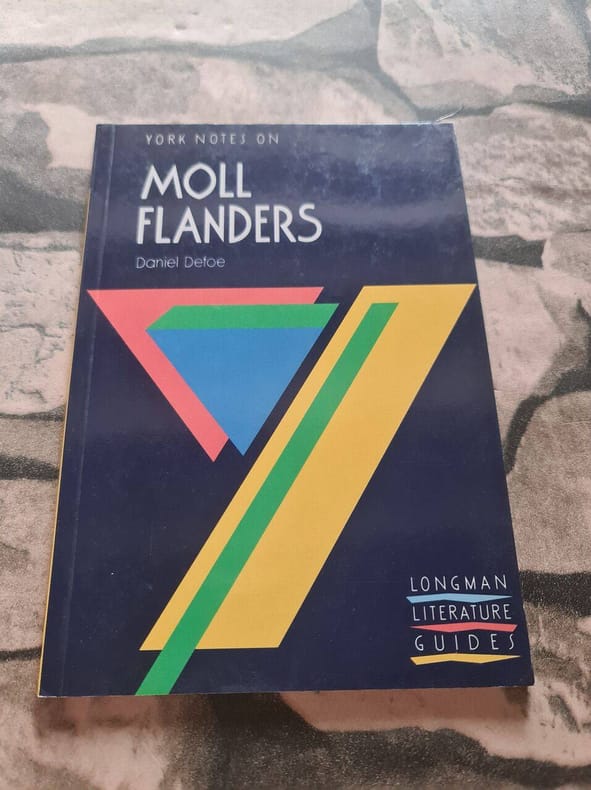 YORK NOTES ON
MOLL
FLANDERS
Daniel Defoe
LONGMAN
LITERATURE
GUIDES